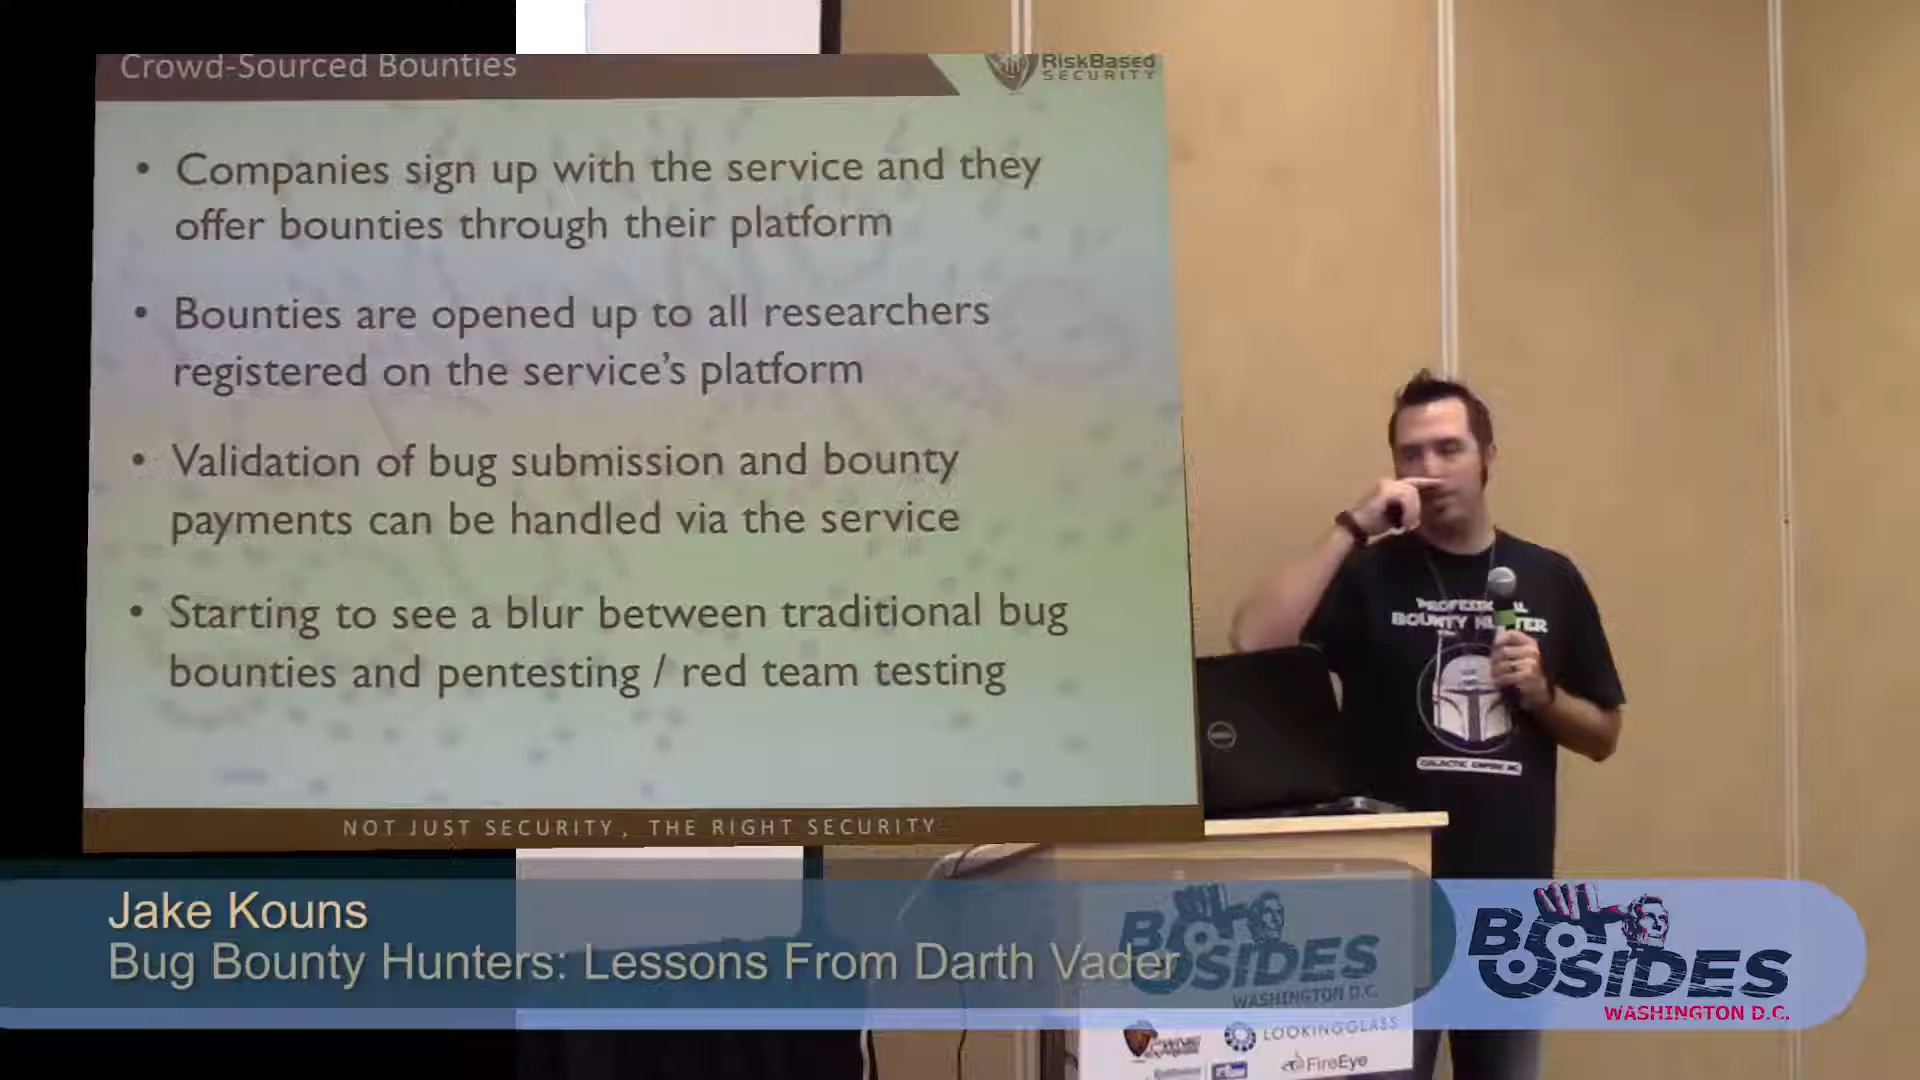 Crowd-Sourced Bounties
RiskBased
SECURITY
• Companies sign up with the service and they
offer bounties through their platform
• Bounties are opened up to all researchers
registered on the service's platform
• Validation of bug submission and bounty
payments can be handled via the service
• Starting to see a blur between traditional bug
bounties and pentesting / red team testing
NOT JUST SECURITY, THE RIGHT SECURITY
BOUNTY
GALACTIC EMPIRE
DELL
Jake Kouns
Bug Bounty Hunters: Lessons From Darth Vader
BSIDES
WASHINGTON D.C.
BSIDES
WASHINGTON D.C.
LOOKINGGLASS
FireEye